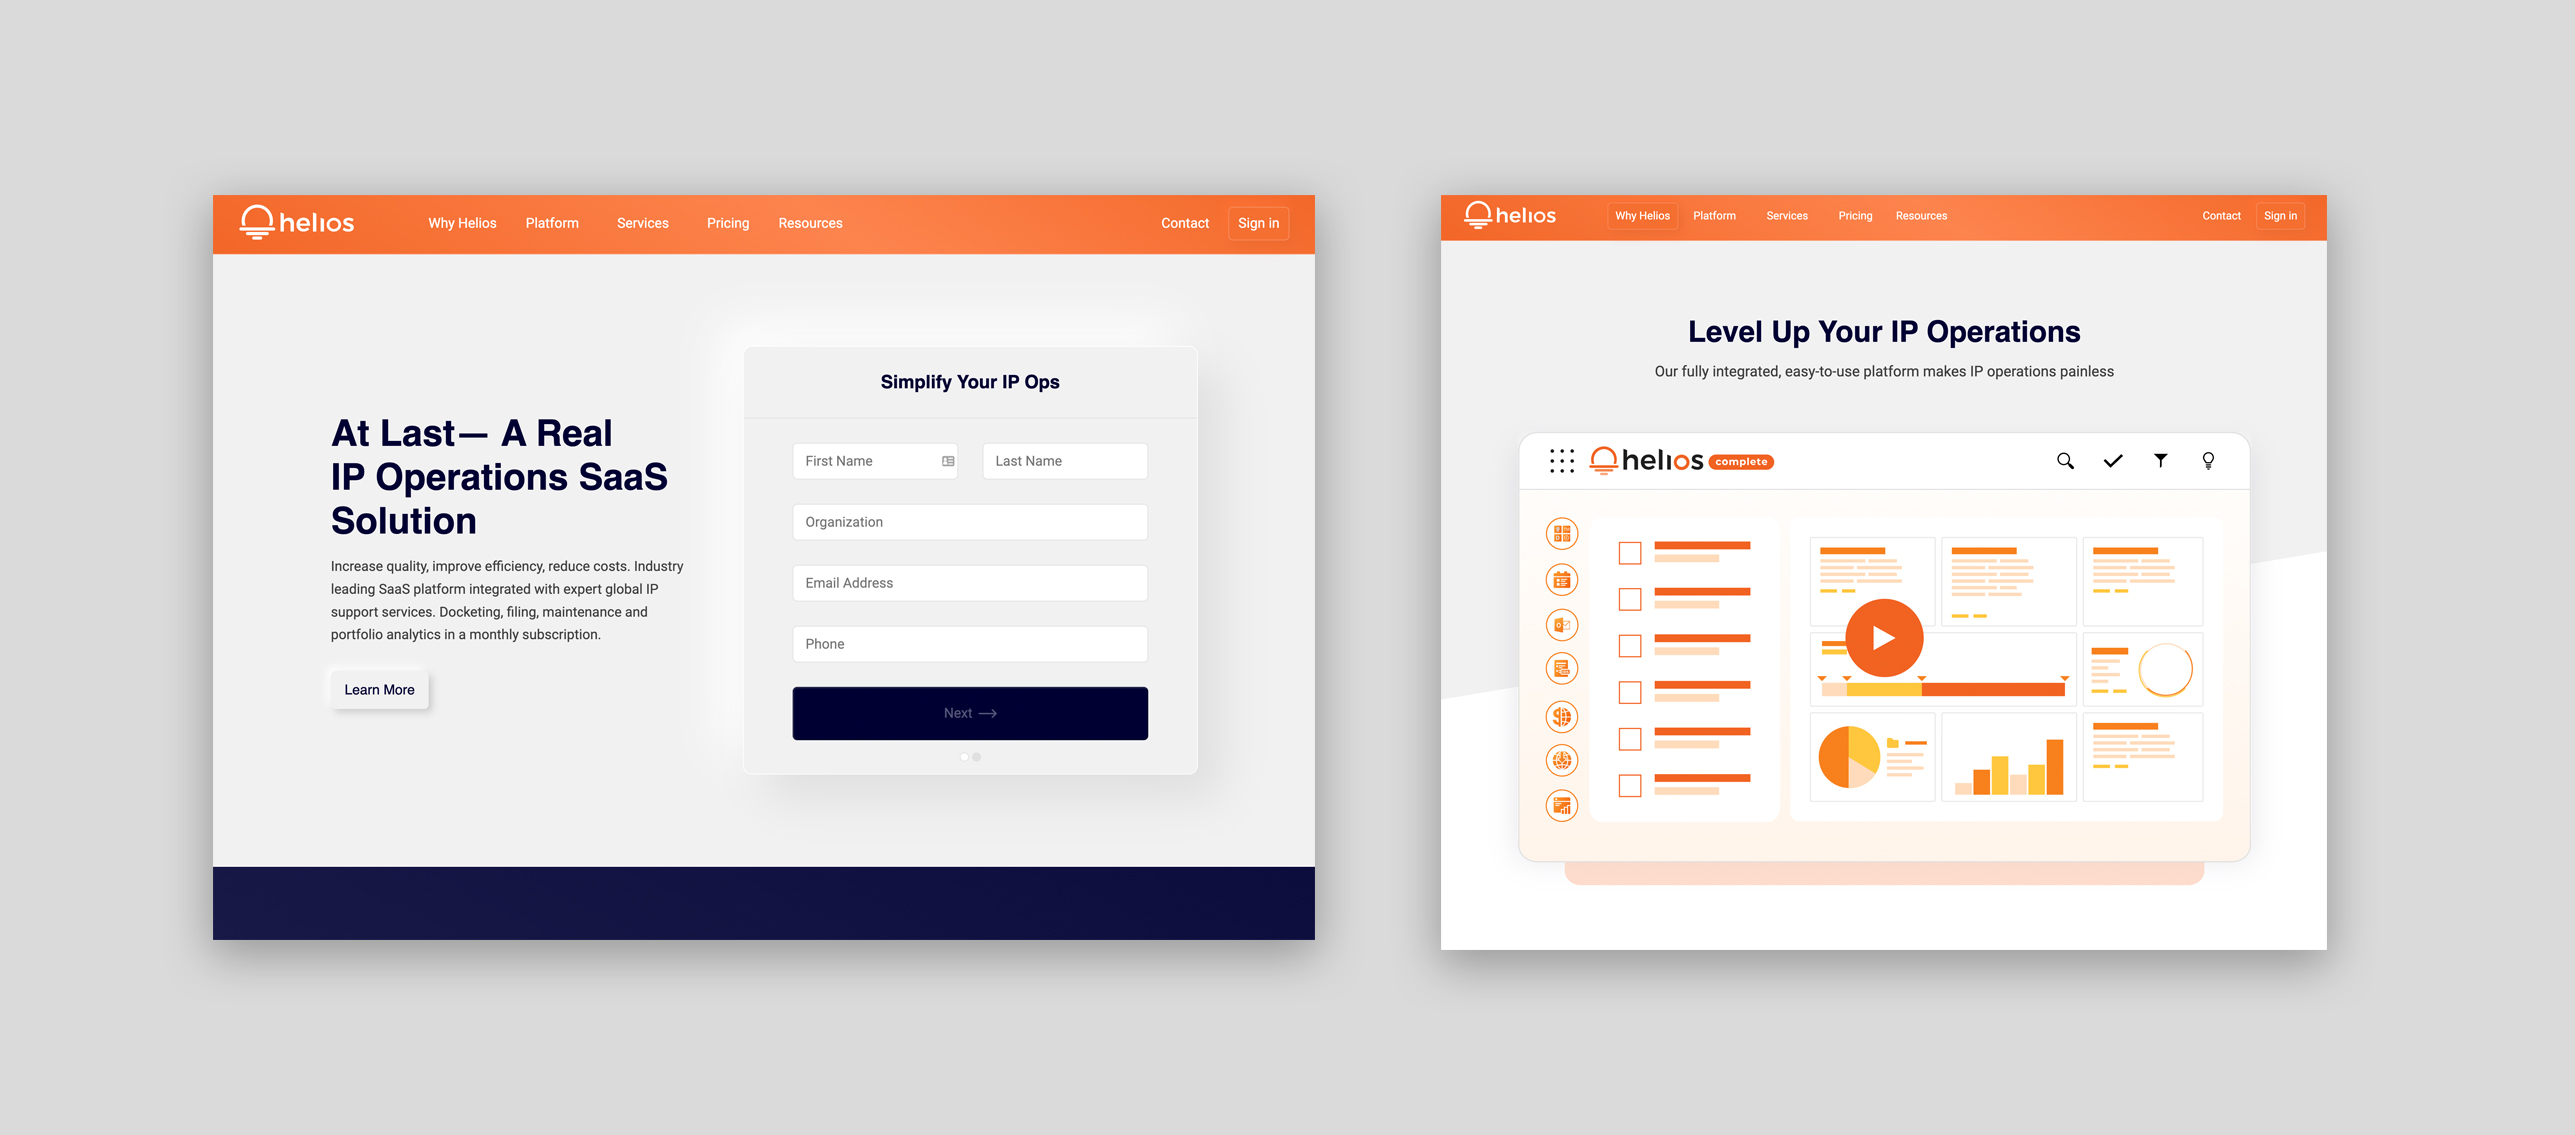 helios
Why Helios
Platform
Services
Pricing
Resources
Contact
Sign in
At Last— A Real
IP Operations SaaS
Solution
Increase quality, improve efficiency, reduce costs. Industry
leading SaaS platform integrated with expert global IP
support services. Docketing, filing, maintenance and
portfolio analytics in a monthly subscription.
Learn More
Simplify Your IP Ops
First Name
Last Name
Organization
Email Address
Phone
Next →
helios
Why Helios
Platform
Services
Pricing
Resources
Contact
Sign in
Level Up Your IP Operations
Our fully integrated, easy-to-use platform makes IP operations painless
helios complete